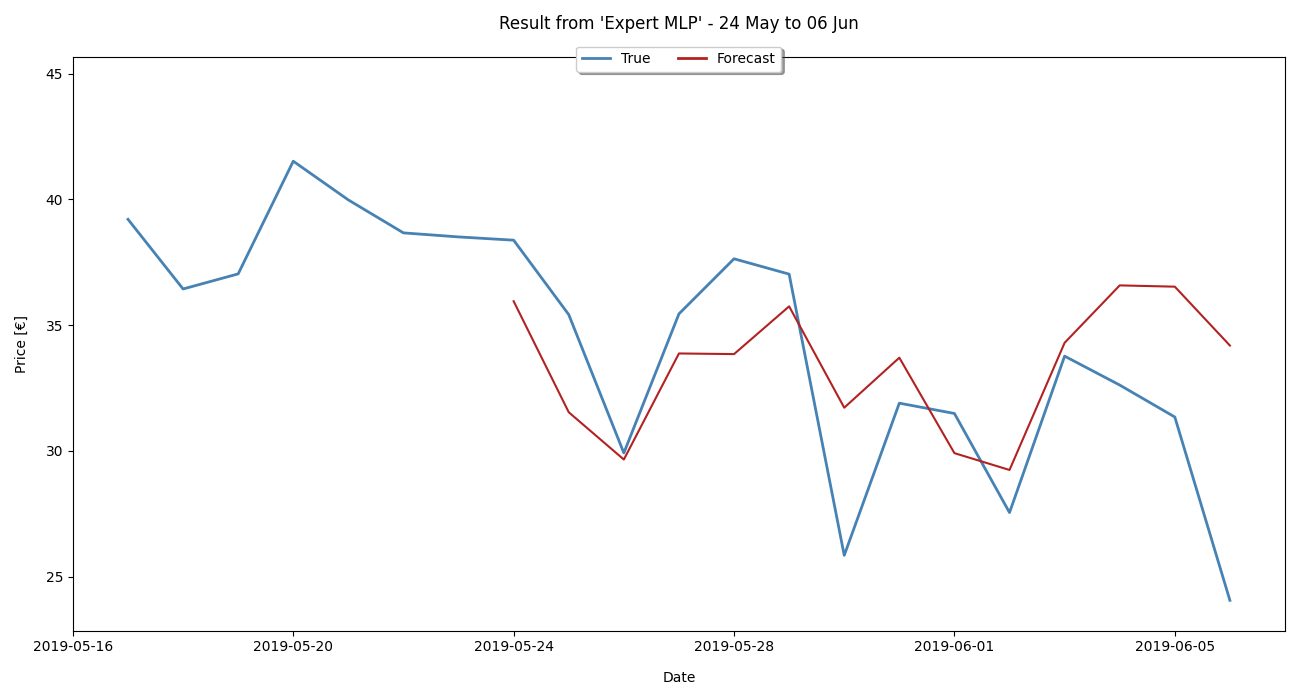 Result from 'Expert MLP' - 24 May to 06 Jun
True Forecast
45
40
35
30
25
Price [€]
2019-05-16 2019-05-20 2019-05-24 2019-05-28 2019-06-01 2019-06-05
Date